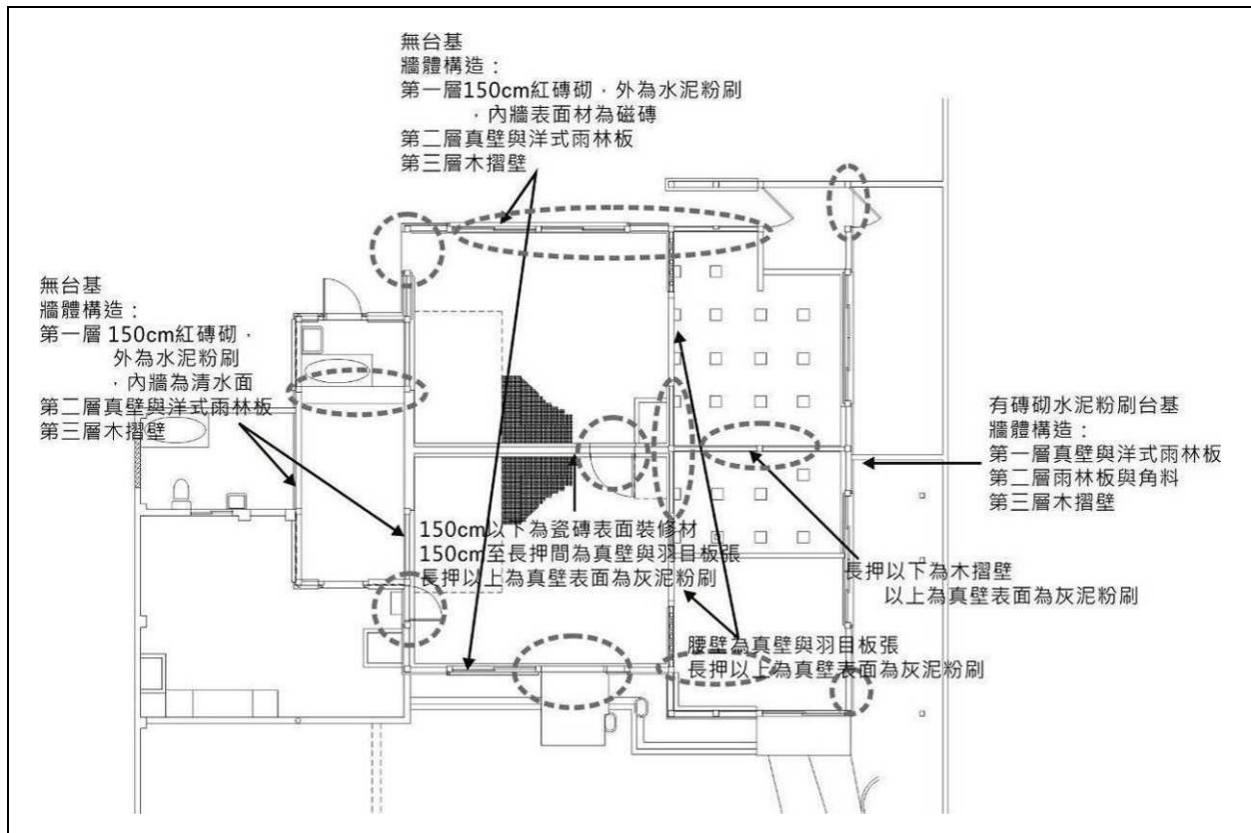 無台基
牆體構造：
第一層150cm紅磚砌，外為水泥粉刷
，內牆表面材為磁磚
第二層真壁與洋式雨林板
第三層木摺壁
無台基
牆體構造：
第一層 150cm紅磚砌，
外為水泥粉刷
，內牆為清水面
第二層真壁與洋式雨林板
第三層木摺壁
有磚砌水泥粉刷台基
牆體構造：
第一層真壁與洋式雨林板
第二層雨林板與角料
第三層木摺壁
150cm以下為瓷磚表面裝修材
150cm至長押間為真壁與羽目板張
長押以上為真壁表面為灰泥粉刷
長押以下為木摺壁
以上為真壁表面為灰泥粉刷
腰壁為真壁與羽目板張
長押以上為真壁表面為灰泥粉刷